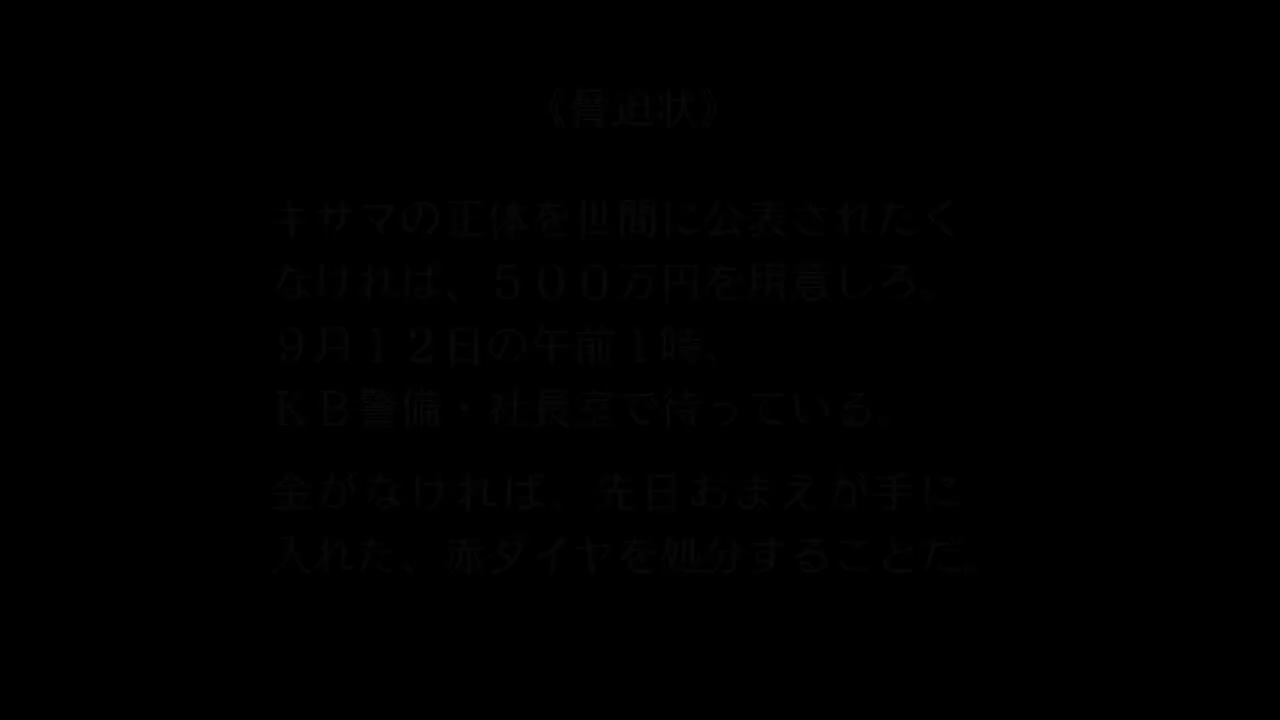 《脅迫状》
キサマの正体を世間に公表されたく
なければ、５００万円を用意しろ。
９月１２日の午前１時、
ＫＢ警備・社長室で待っている。
金がなければ、先日おまえが手に
入れた、赤ダイヤを処分することだ。